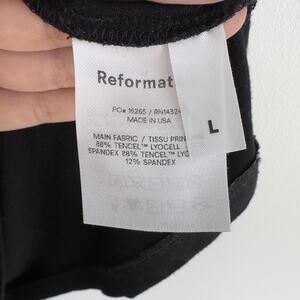 Reformat
PO# 16265 / RN14324
MADE IN USA
L
MAIN FABRIC / TISSU PRIN
88% TENCEL™ LYOCELL
SPANDEX 88% TENCEL™ LYO
12% SPANDEX